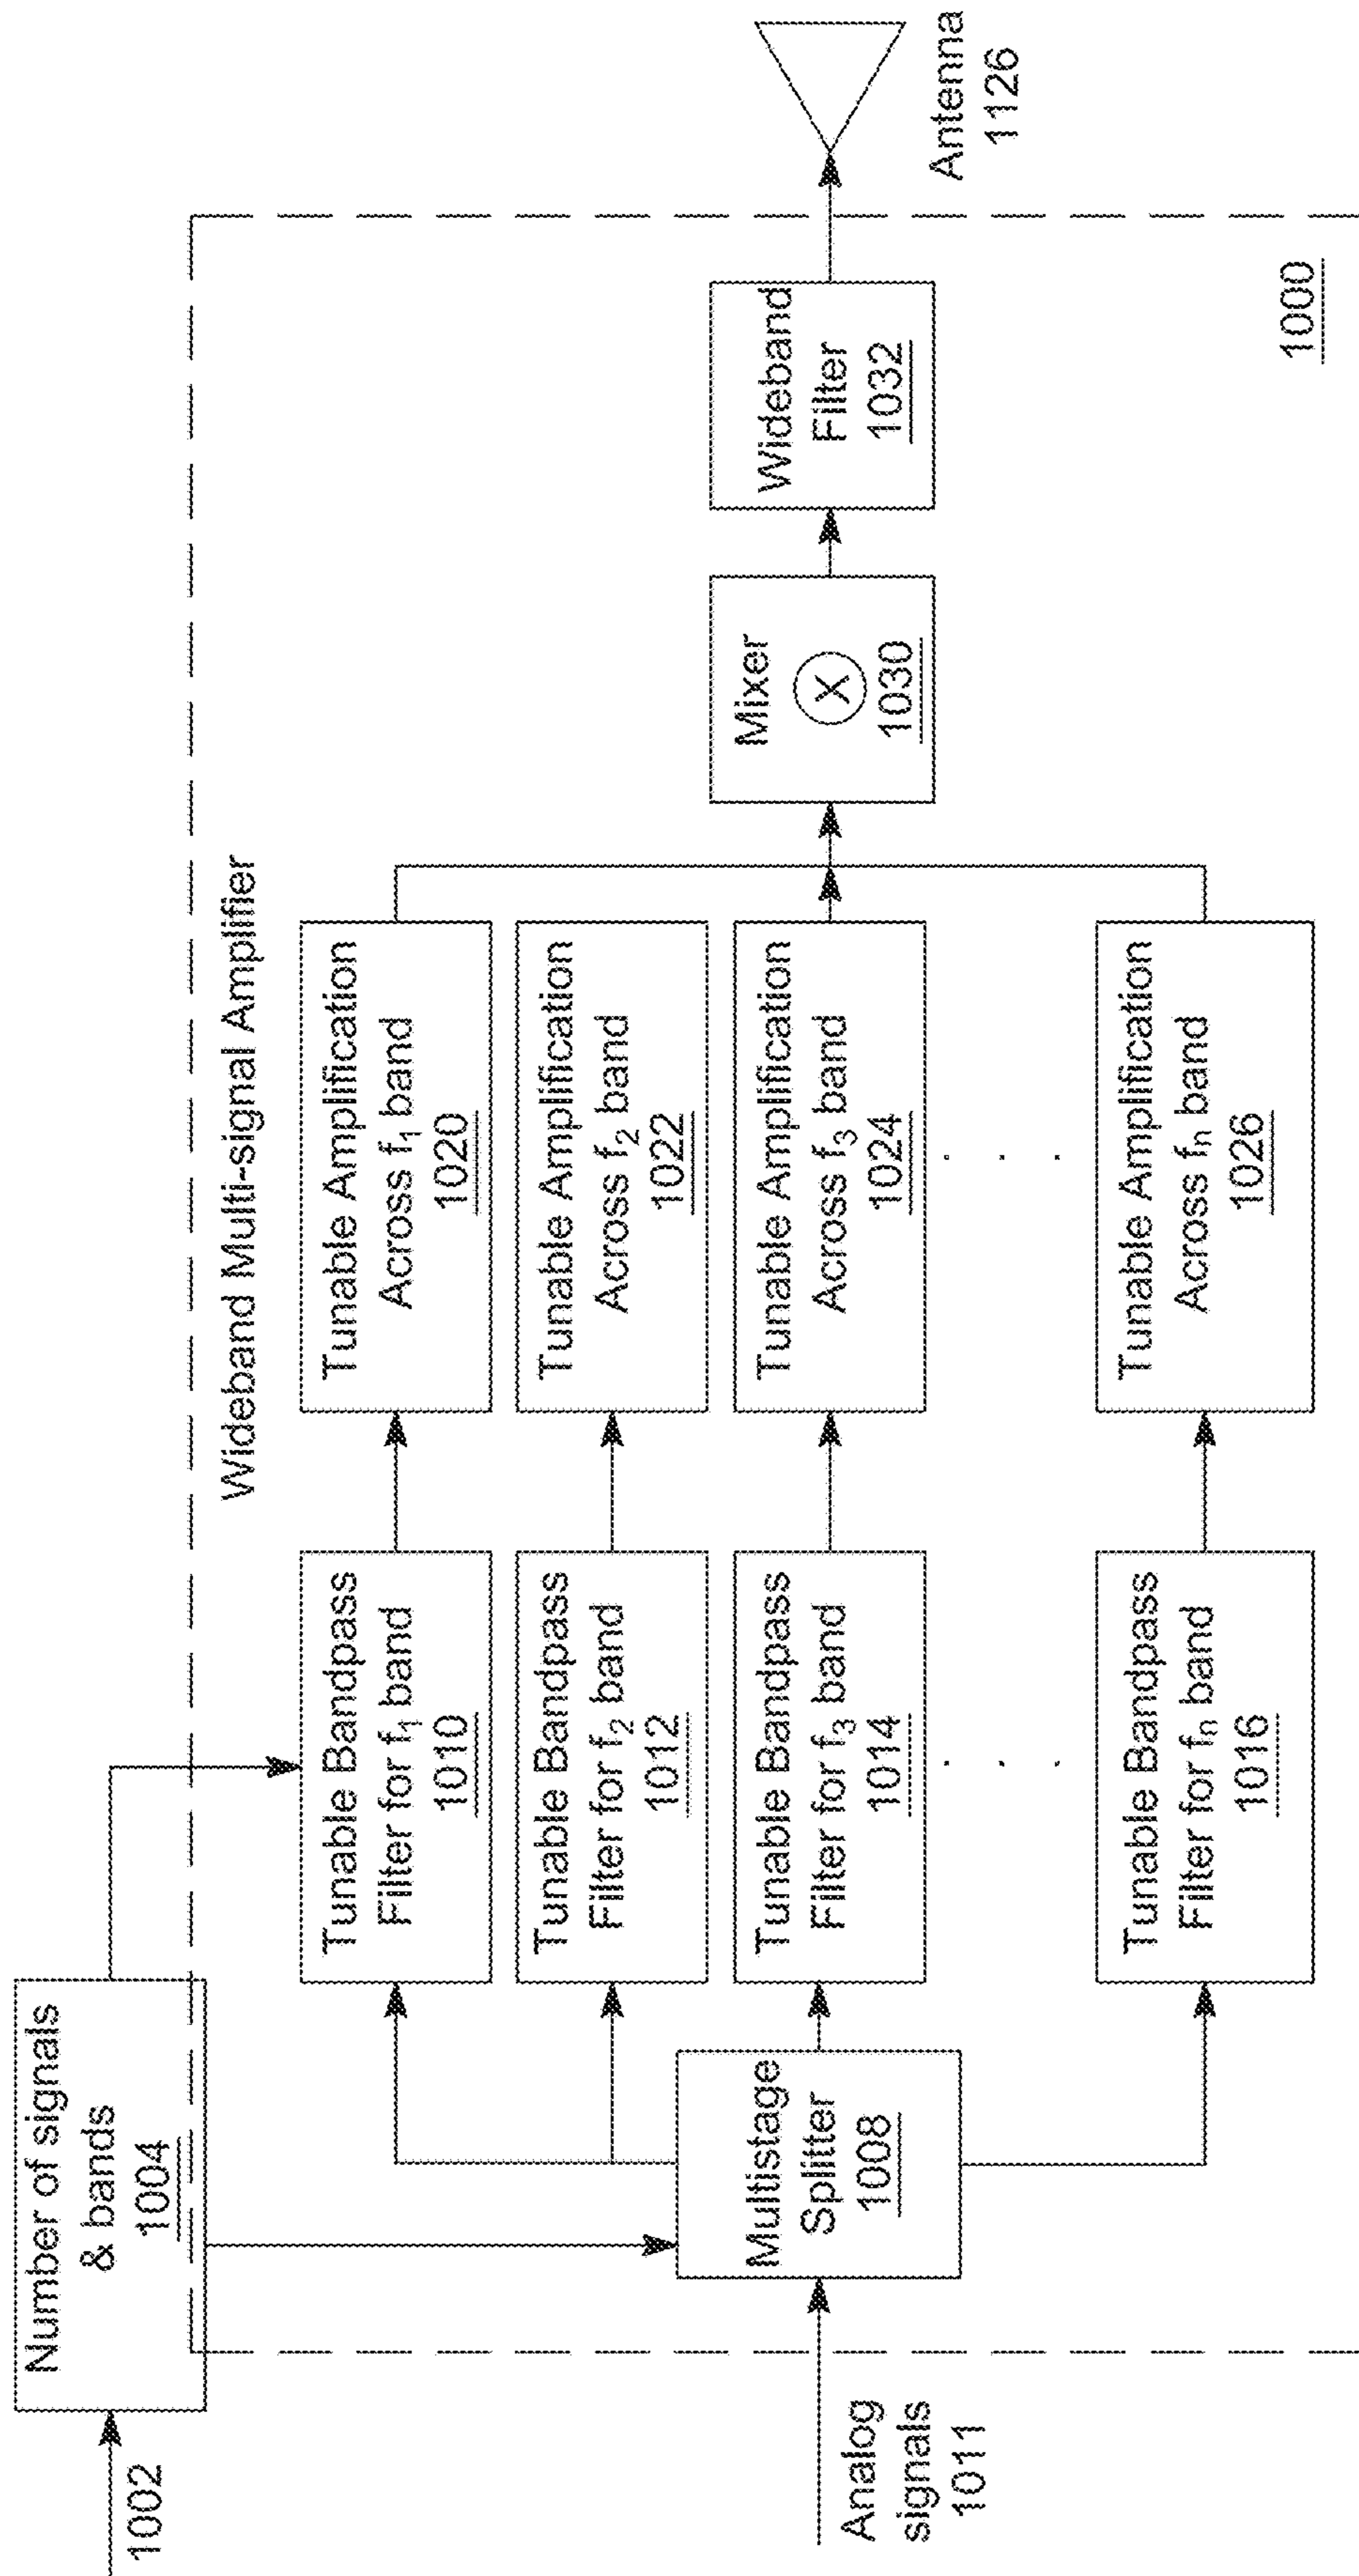 1002
Number of signals
& bands
1004
Wideband Multi-signal Amplifier
Analog
signals
1011
Multistage
Splitter
1008
Tunable Bandpass
Filter for f1 band
1010
Tunable Amplification
Across f1 band
1020
Tunable Bandpass
Filter for f2 band
1012
Tunable Amplification
Across f2 band
1022
Tunable Bandpass
Filter for f3 band
1014
Tunable Amplification
Across f3 band
1024
. . .
. . .
Tunable Bandpass
Filter for fn band
1016
Tunable Amplification
Across fn band
1026
Mixer
X
1030
Wideband
Filter
1032
Antenna
1126
1000